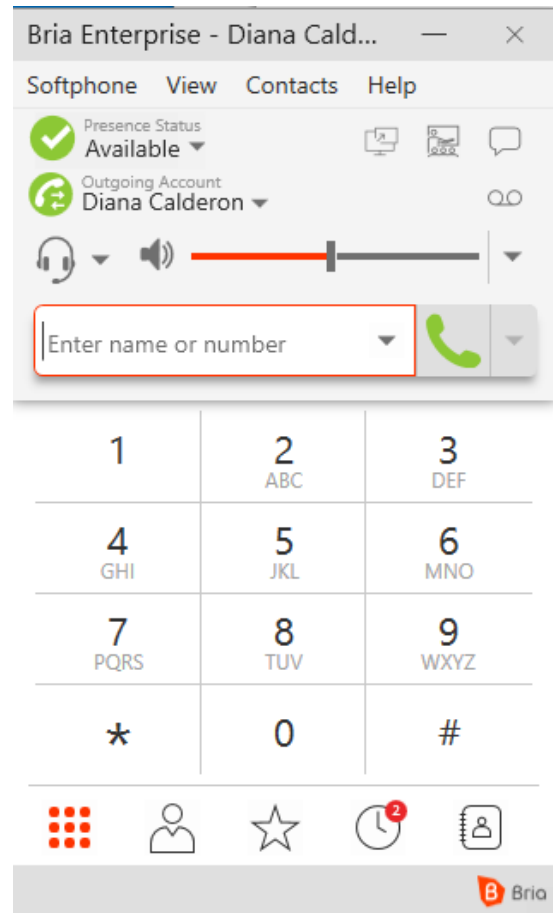 Bria Enterprise - Diana Cald...
Softphone View Contacts Help
Presence Status
Available
Outgoing Account
Diana Calderon
Enter name or number
1 2 3
ABC DEF
4 5 6
GHI JKL MNO
7 8 9
PQRS TUV WXYZ
* 0 #
2
B Bria